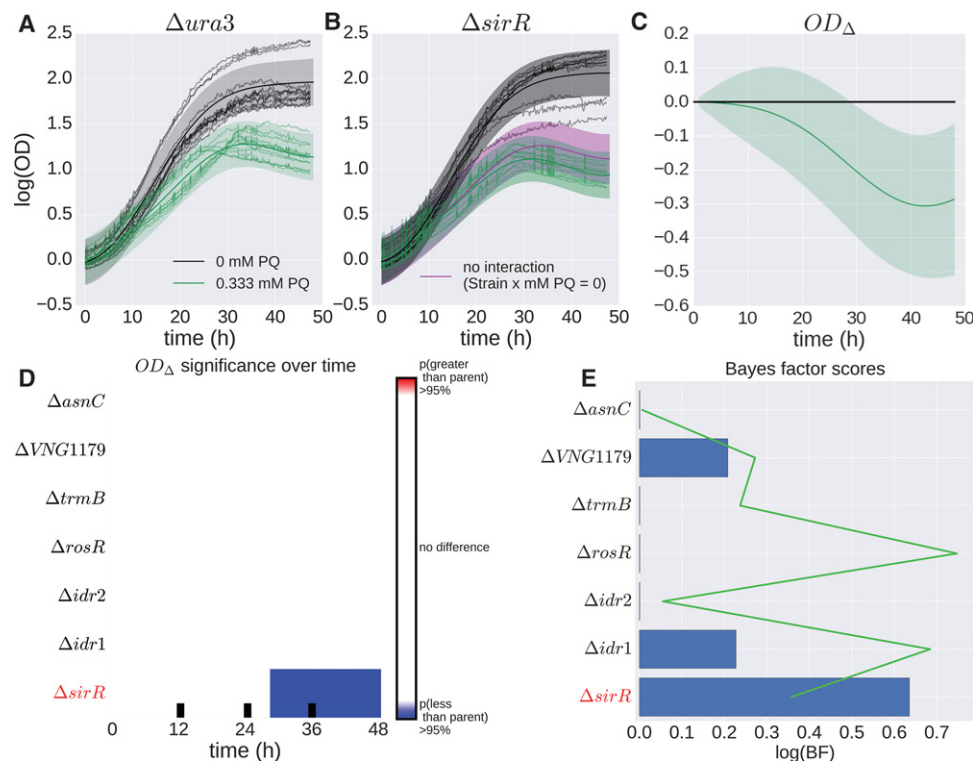 A
Δura3
B
ΔsirR
C
OD_Δ
2.5
2.0
1.5
1.0
0.5
0.0
−0.5
log(OD)
0 mM PQ
0.333 mM PQ
0 10 20 30 40 50
time (h)
2.5
2.0
1.5
1.0
0.5
0.0
−0.5
no interaction
(Strain x mM PQ = 0)
0 10 20 30 40 50
time (h)
0.2
0.1
0.0
−0.1
−0.2
−0.3
−0.4
−0.5
−0.6
0 10 20 30 40 50
time (h)
D
OD_Δ significance over time
ΔasnC
ΔVNG1179
ΔtrmB
ΔrosR
Δidr2
Δidr1
ΔsirR
0 12 24 36 48
time (h)
p(greater
than parent)
>95%
no difference
p(less
than parent)
>95%
E
Bayes factor scores
ΔasnC
ΔVNG1179
ΔtrmB
ΔrosR
Δidr2
Δidr1
ΔsirR
0.0 0.1 0.2 0.3 0.4 0.5 0.6 0.7
log(BF)